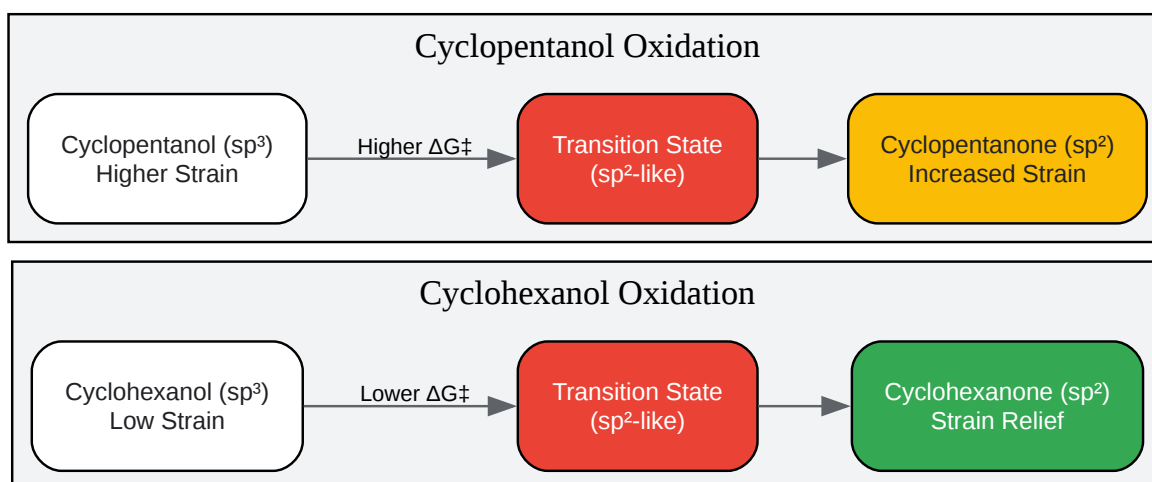 Cyclopentanol Oxidation
Cyclopentanol (sp³)
Higher Strain
Higher ΔG‡
Transition State
(sp²-like)
Cyclopentanone (sp²)
Increased Strain
Cyclohexanol Oxidation
Cyclohexanol (sp³)
Low Strain
Lower ΔG‡
Transition State
(sp²-like)
Cyclohexanone (sp²)
Strain Relief